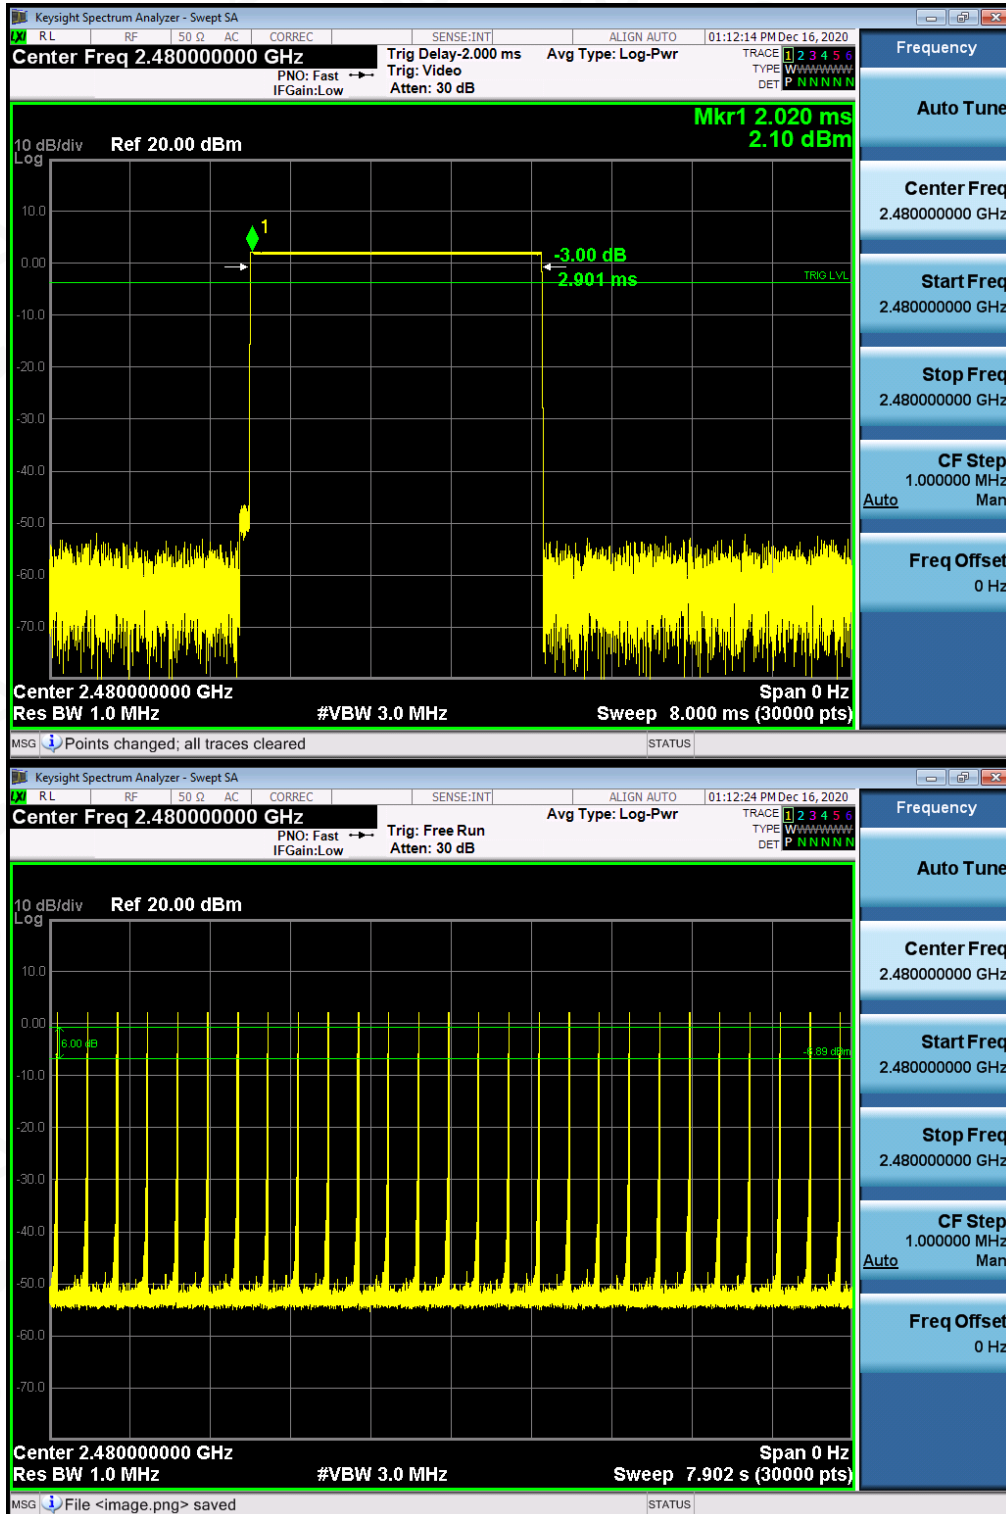 Keysight Spectrum Analyzer - Swept SA
LXI RL RF 50 Ω AC CORREC SENSE:INT ALIGN AUTO 01:12:14 PM Dec 16, 2020
Center Freq 2.480000000 GHz
PNO: Fast
IFGain:Low
Trig Delay-2.000 ms
Trig: Video
Atten: 30 dB
Avg Type: Log-Pwr
TRACE 1 2 3 4 5 6
TYPE WWWWWW
DET P N N N N N
Mkr1 2.020 ms
2.10 dBm
10 dB/div Ref 20.00 dBm
Log
10.0
0.00
-10.0
-20.0
-30.0
-40.0
-50.0
-60.0
-70.0
1
-3.00 dB
2.901 ms
TRIG LVL
Center 2.480000000 GHz Span 0 Hz
Res BW 1.0 MHz #VBW 3.0 MHz Sweep 8.000 ms (30000 pts)
MSG Points changed; all traces cleared STATUS
Frequency
Auto Tune
Center Freq
2.480000000 GHz
Start Freq
2.480000000 GHz
Stop Freq
2.480000000 GHz
CF Step
1.000000 MHz
Auto Man
Freq Offset
0 Hz
Keysight Spectrum Analyzer - Swept SA
LXI RL RF 50 Ω AC CORREC SENSE:INT ALIGN AUTO 01:12:24 PM Dec 16, 2020
Center Freq 2.480000000 GHz
PNO: Fast
IFGain:Low
Trig: Free Run
Atten: 30 dB
Avg Type: Log-Pwr
TRACE 1 2 3 4 5 6
TYPE WWWWWW
DET P N N N N N
10 dB/div Ref 20.00 dBm
Log
10.0
0.00
-10.0
-20.0
-30.0
-40.0
-50.0
-60.0
-70.0
6.00 dB
-6.89 dBm
Center 2.480000000 GHz Span 0 Hz
Res BW 1.0 MHz #VBW 3.0 MHz Sweep 7.902 s (30000 pts)
MSG File <image.png> saved STATUS
Frequency
Auto Tune
Center Freq
2.480000000 GHz
Start Freq
2.480000000 GHz
Stop Freq
2.480000000 GHz
CF Step
1.000000 MHz
Auto Man
Freq Offset
0 Hz